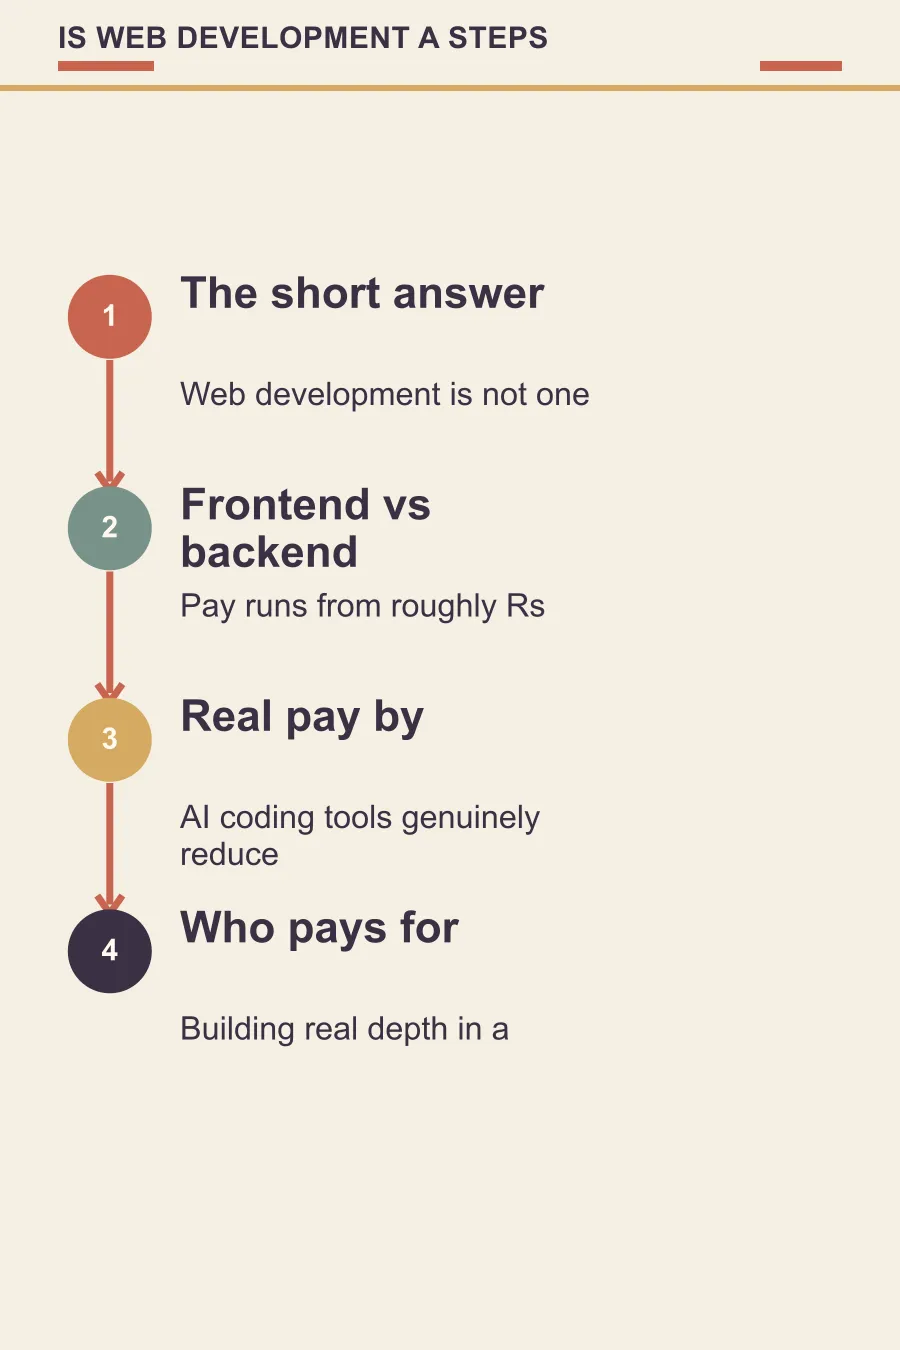 IS WEB DEVELOPMENT A STEPS
1
The short answer
Web development is not one
2
Frontend vs
backend
Pay runs from roughly Rs
3
Real pay by
AI coding tools genuinely
reduce
4
Who pays for
Building real depth in a